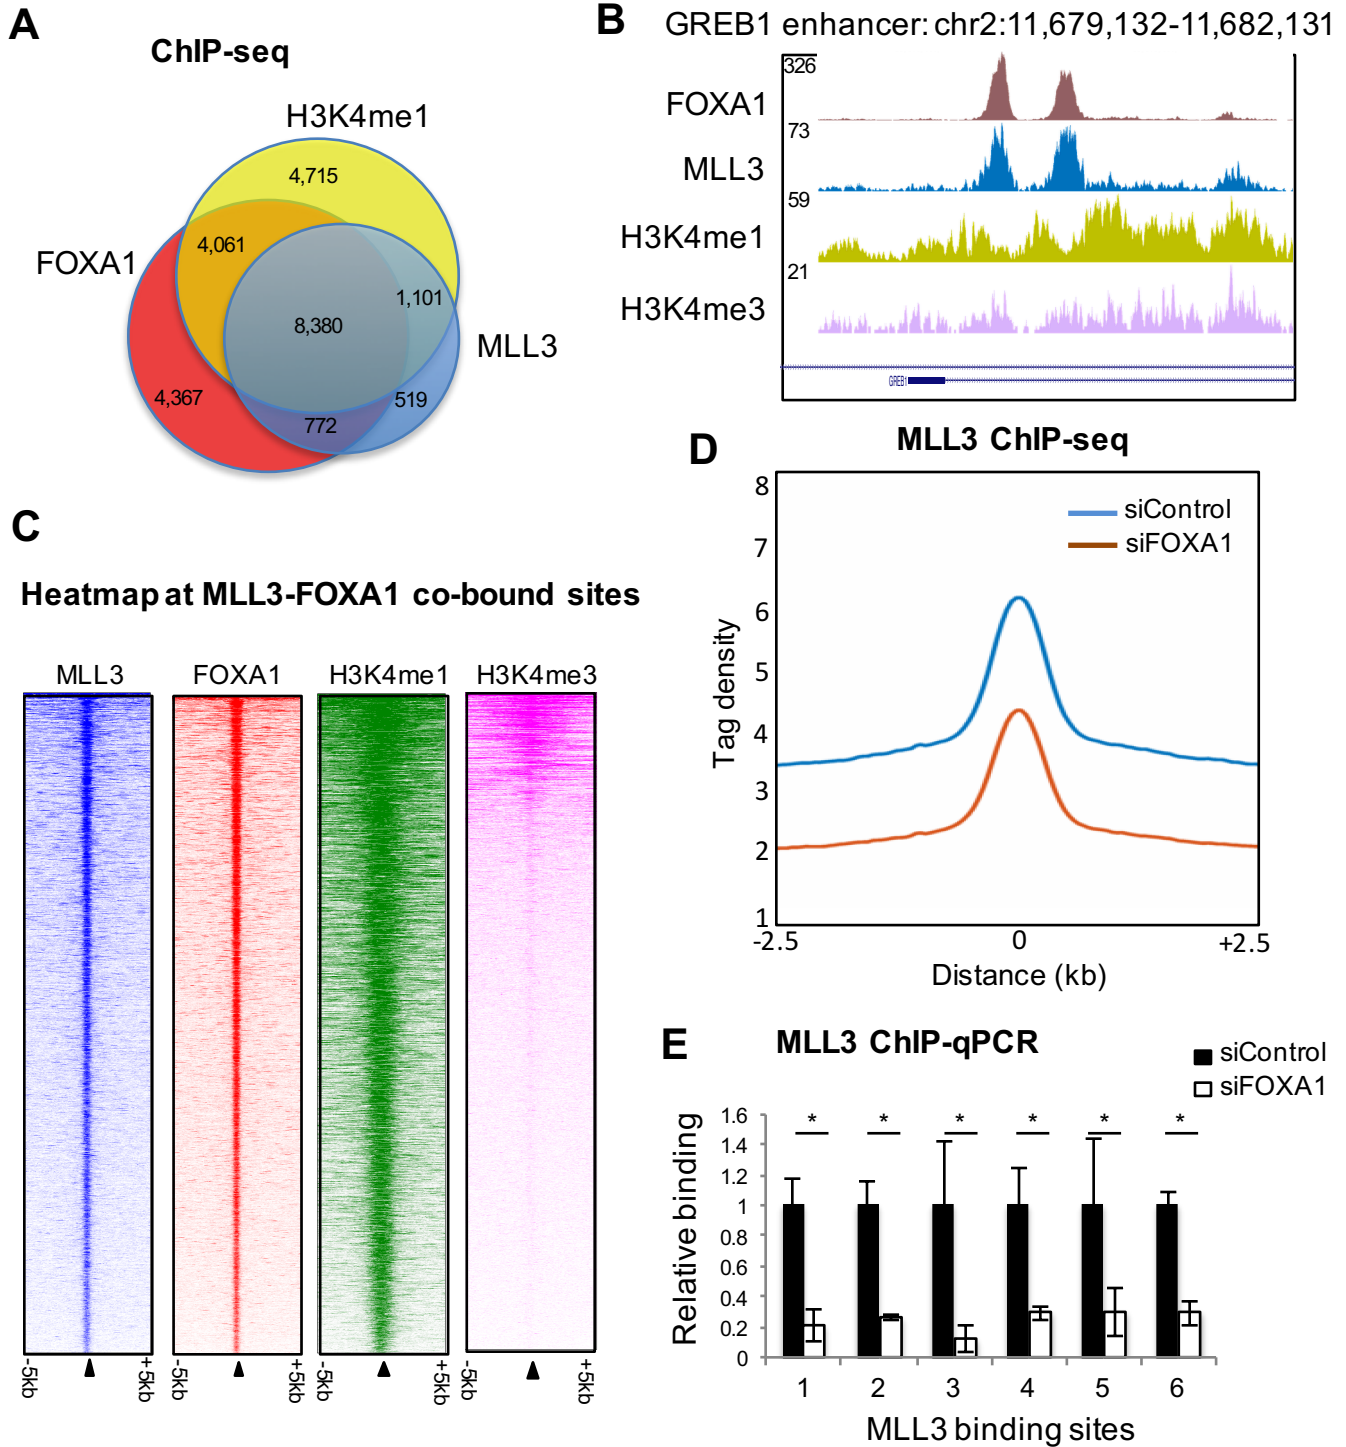 A
ChIP-seq
H3K4me1
4,715
4,061
FOXA1
1,101
8,380
MLL3
4,367
519
772
B
GREB1 enhancer: chr2:11,679,132-11,682,131
326
FOXA1
73
MLL3
59
H3K4me1
21
H3K4me3
GREB1
C
Heatmap at MLL3-FOXA1 co-bound sites
MLL3 FOXA1 H3K4me1 H3K4me3
-5kb +5kb -5kb +5kb -5kb +5kb -5kb +5kb
D
MLL3 ChIP-seq
siControl
siFOXA1
Tag density
8
7
6
5
4
3
2
1
-2.5 0 +2.5
Distance (kb)
E
MLL3 ChIP-qPCR
siControl
siFOXA1
Relative binding
1.6
1.4
1.2
1
0.8
0.6
0.4
0.2
0
* * * * * *
1 2 3 4 5 6
MLL3 binding sites